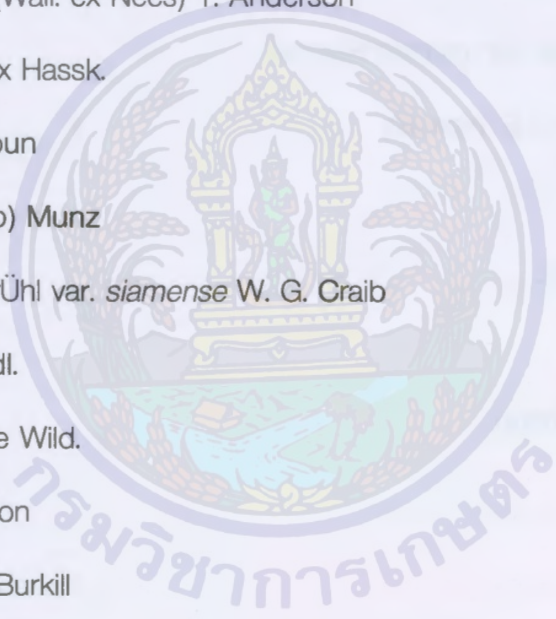 (Wall. ex Nees) T. Anderson
x Hassk.
oun
o) Munz
Ühl var. siamense W. G. Craib
dl.
e Wild.
on
Burkill
กรมวิชาการเกษตร